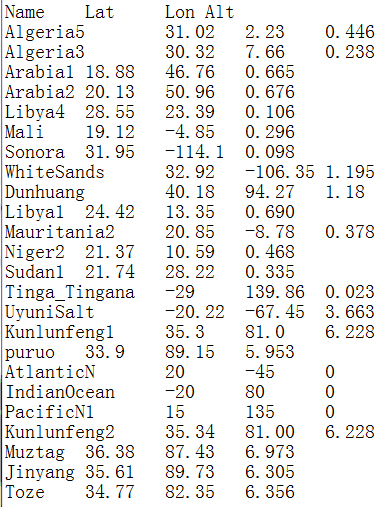 Name Lat Lon Alt
Algeria5 31.02 2.23 0.446
Algeria3 30.32 7.66 0.238
Arabia1 18.88 46.76 0.665
Arabia2 20.13 50.96 0.676
Libya4 28.55 23.39 0.106
Mali 19.12 -4.85 0.296
Sonora 31.95 -114.1 0.098
WhiteSands 32.92 -106.35 1.195
Dunhuang 40.18 94.27 1.18
Libya1 24.42 13.35 0.690
Mauritania2 20.85 -8.78 0.378
Niger2 21.37 10.59 0.468
Sudan1 21.74 28.22 0.335
Tinga_Tingana -29 139.86 0.023
UyuniSalt -20.22 -67.45 3.663
Kunlunfeng1 35.3 81.0 6.228
puruo 33.9 89.15 5.953
AtlanticN 20 -45 0
IndianOcean -20 80 0
PacificN1 15 135 0
Kunlunfeng2 35.34 81.00 6.228
Muztag 36.38 87.43 6.973
Jinyang 35.61 89.73 6.305
Toze 34.77 82.35 6.356